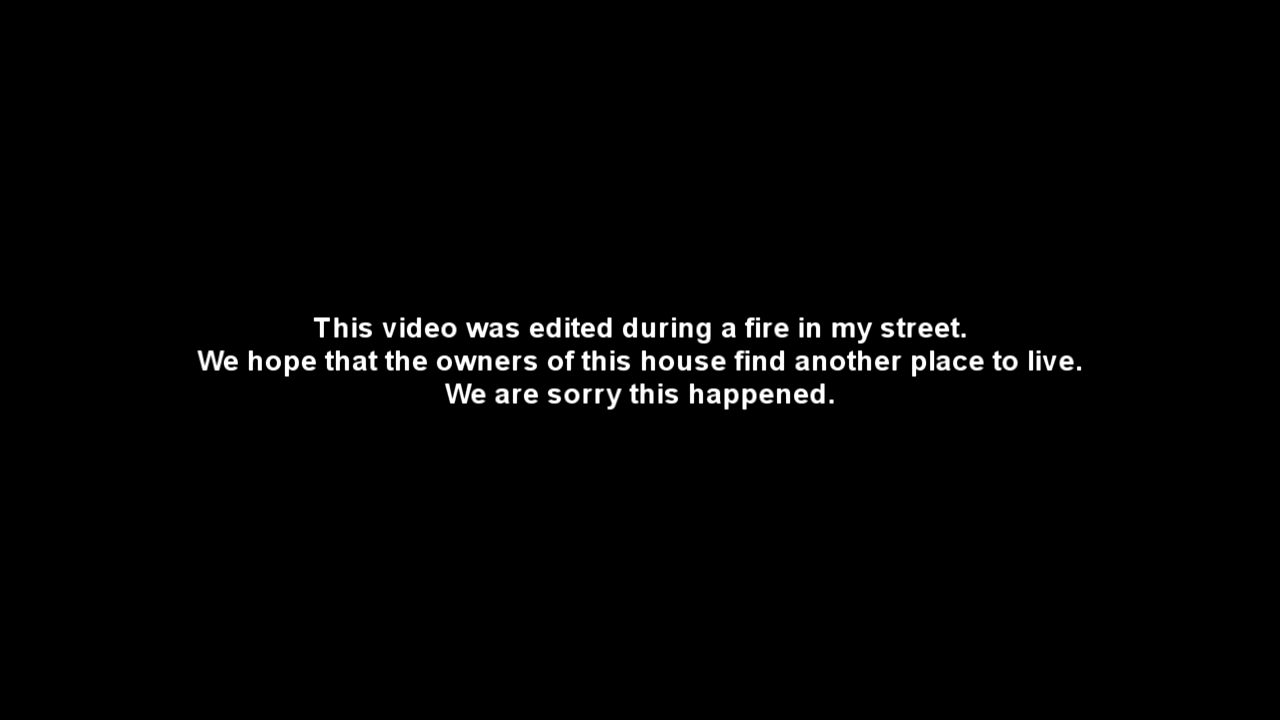 This video was edited during a fire in my street.
We hope that the owners of this house find another place to live.
We are sorry this happened.